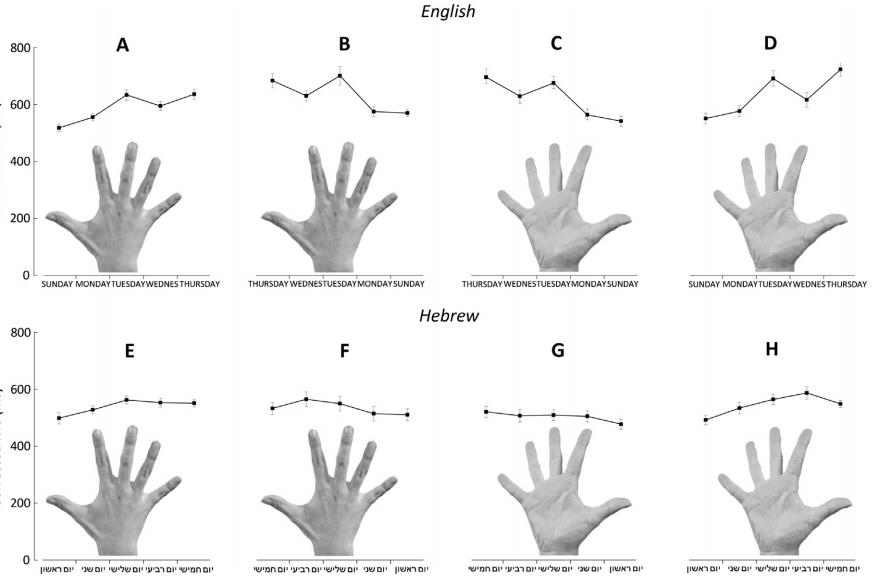 English
A B C D
800
600
400
200
0
SUNDAY MONDAY TUESDAY WEDNES THURSDAY
THURSDAY WEDNES TUESDAY MONDAY SUNDAY
THURSDAY WEDNES TUESDAY MONDAY SUNDAY
SUNDAY MONDAY TUESDAY WEDNES THURSDAY
Hebrew
E F G H
800
600
400
200
0
יום ראשון יום שני יום שלישי יום רביעי יום חמישי
יום חמישי יום רביעי יום שלישי יום שני יום ראשון
יום חמישי יום רביעי יום שלישי יום שני יום ראשון
יום ראשון יום שני יום שלישי יום רביעי יום חמישי